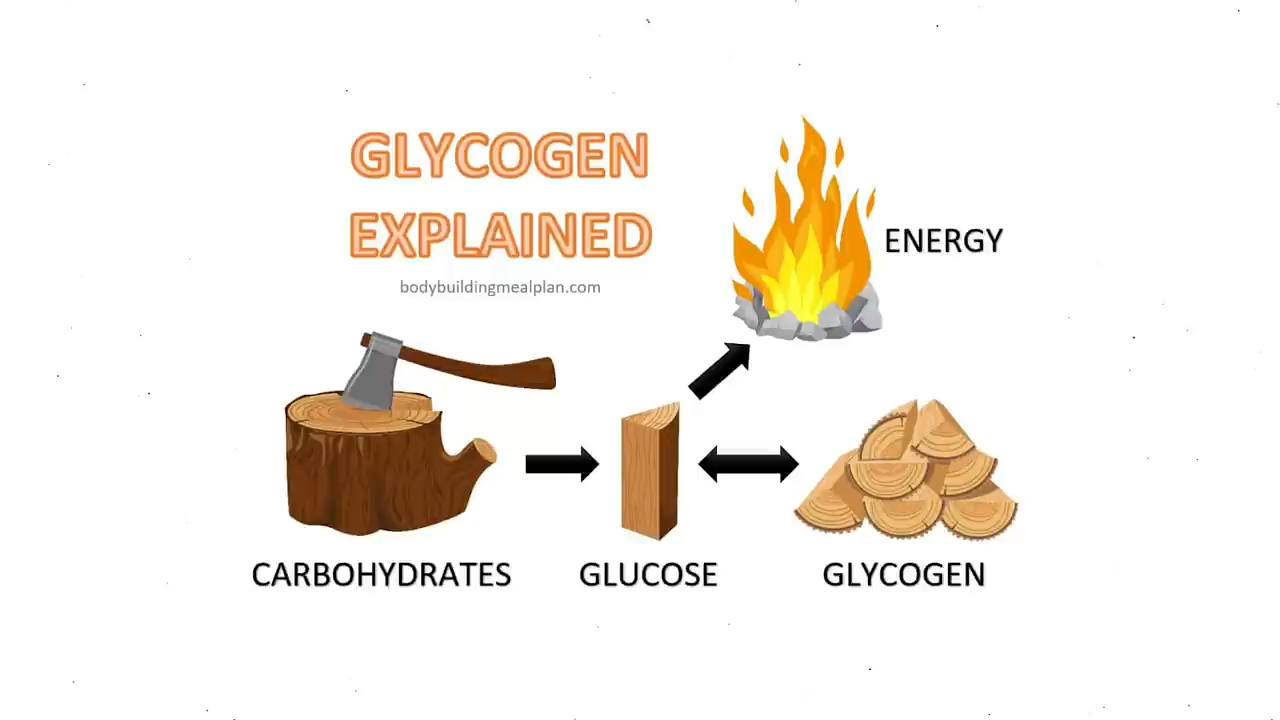 GLYCOGEN
EXPLAINED
bodybuildingmealplan.com
ENERGY
CARBOHYDRATES
GLUCOSE
GLYCOGEN